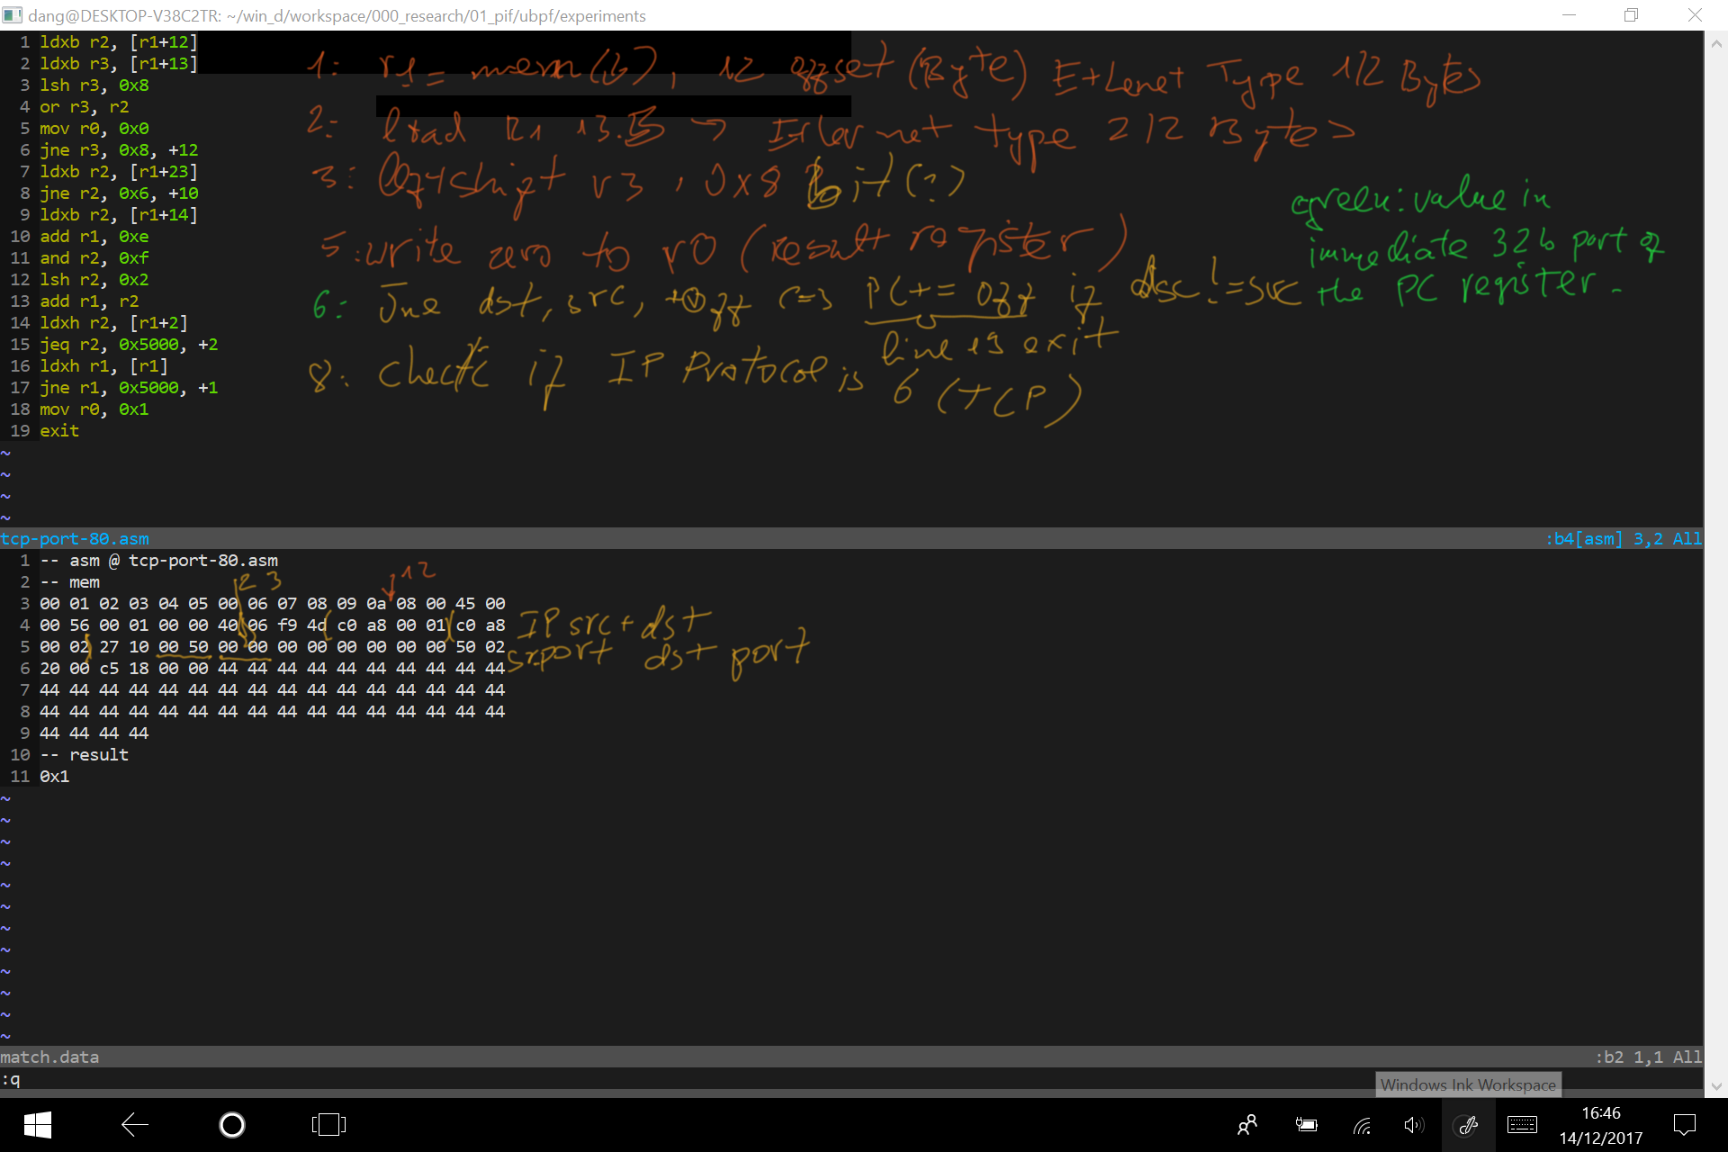 dang@DESKTOP-V38C2TR: ~/win_d/workspace/000_research/01_pif/ubpf/experiments
1 ldxb r2, [r1+12]
2 ldxb r3, [r1+13]
3 lsh r3, 0x8
4 or r3, r2
5 mov r0, 0x0
6 jne r3, 0x8, +12
7 ldxb r2, [r1+23]
8 jne r2, 0x6, +10
9 ldxb r2, [r1+14]
10 add r1, 0xe
11 and r2, 0xf
12 lsh r2, 0x2
13 add r1, r2
14 ldxh r2, [r1+2]
15 jeq r2, 0x5000, +2
16 ldxh r1, [r1]
17 jne r1, 0x5000, +1
18 mov r0, 0x1
19 exit
1: r1 = mem(b), 12 offset (Byte) Type 1/2 Bytes
2: R1 13. → type 2/2 Bytes
3: leftshift r3, 0x8 bit(?)
5: write zero to r0 (result register)
6: Jne dst, src, +Off <=> PC += Off if dsc != src
line 19 exit
8: check if IP Protocol is 6 (TCP)
green: value in
immediate 32b part of
the PC register.
~
~
~
~
tcp-port-80.asm :b4[asm] 3,2 All
1 -- asm @ tcp-port-80.asm
2 -- mem
2 3
12
3 00 01 02 03 04 05 00 06 07 08 09 0a 08 00 45 00
4 00 56 00 01 00 00 40 06 f9 4d c0 a8 00 01 c0 a8 IP src + dst
5 00 02 27 10 00 50 00 00 00 00 00 00 00 00 50 02 srport dst port
6 20 00 c5 18 00 00 44 44 44 44 44 44 44 44 44 44
7 44 44 44 44 44 44 44 44 44 44 44 44 44 44 44 44
8 44 44 44 44 44 44 44 44 44 44 44 44 44 44 44 44
9 44 44 44 44
10 -- result
11 0x1
~
~
~
~
~
~
~
~
~
~
~
~
match.data :b2 1,1 All
:q
Windows Ink Workspace
16:46
14/12/2017